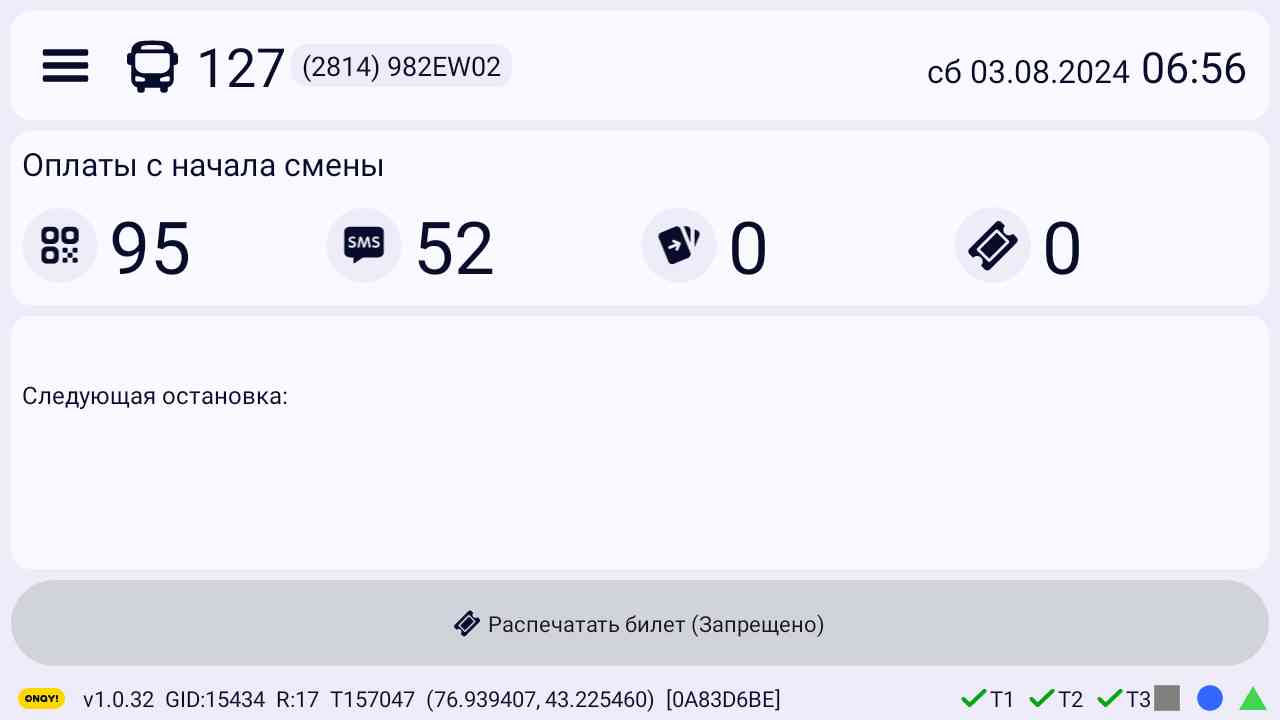 127 (2814) 982EW02 сб 03.08.2024 06:56
Оплаты с начала смены
95 SMS 52 0 0
Следующая остановка:
Распечатать билет (Запрещено)
ONAY! v1.0.32 GID:15434 R:17 T157047 (76.939407, 43.225460) [0A83D6BE] T1 T2 T3